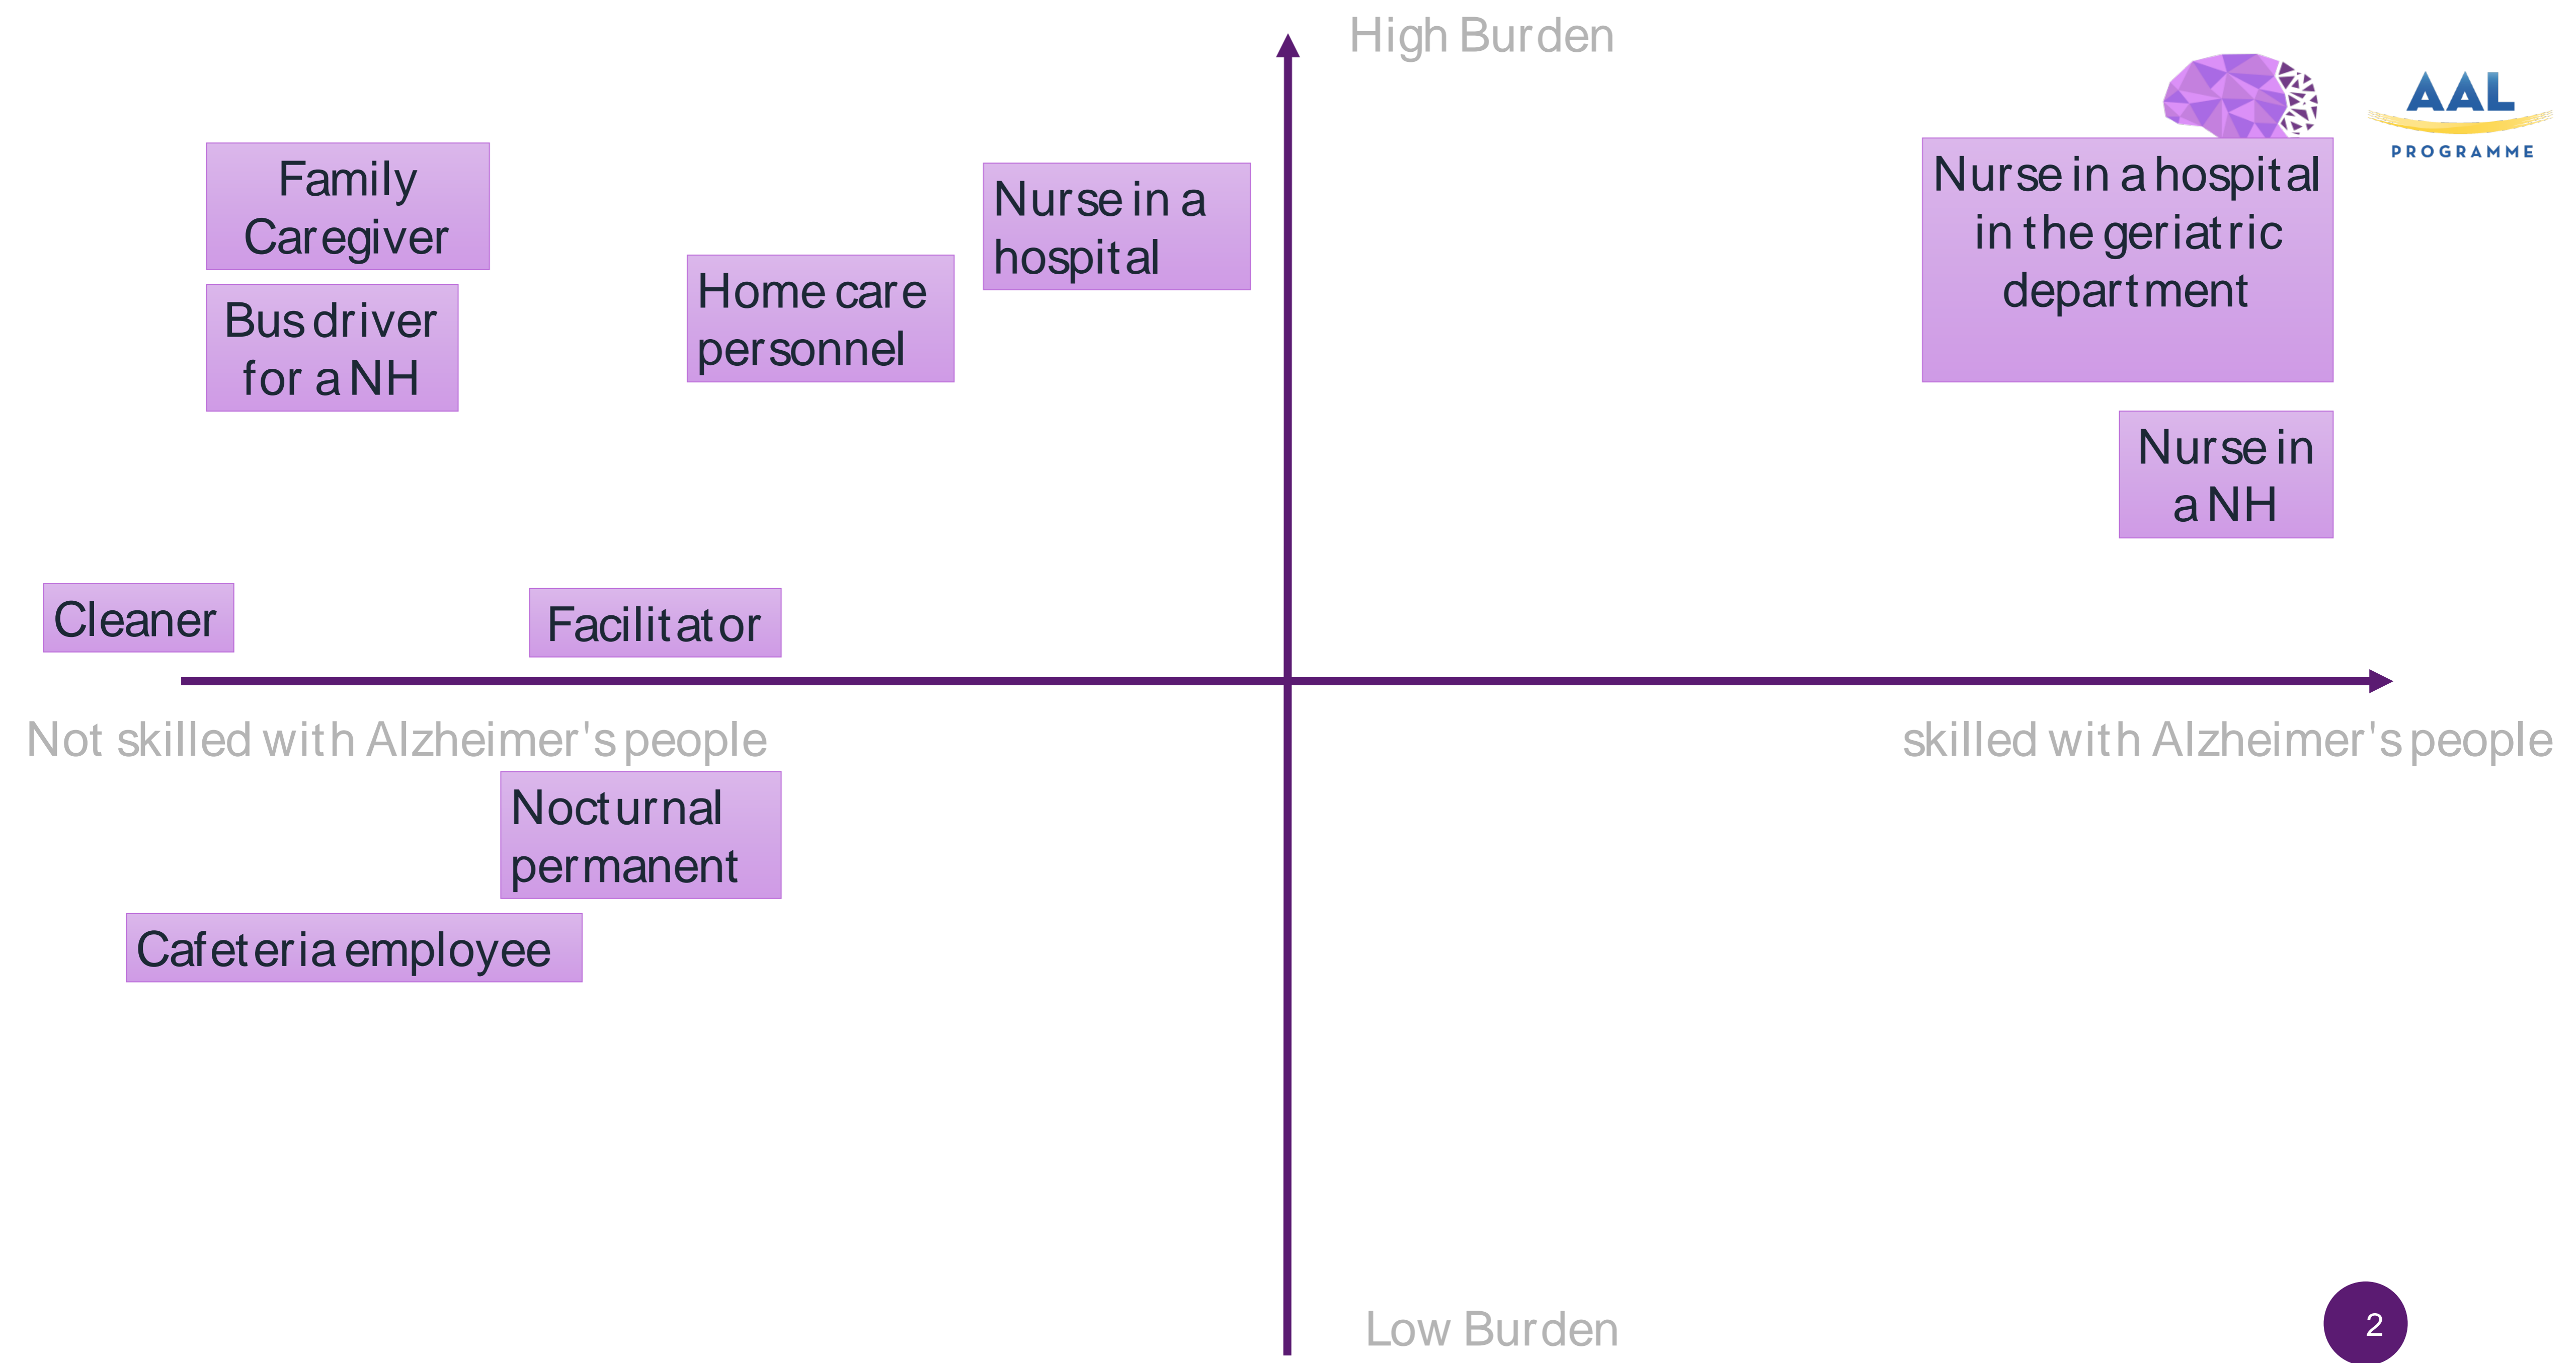 High Burden
AAL
PROGRAMME
Family
Caregiver
Nurse in a
hospital
Nurse in a hospital
in the geriatric
department
Home care
personnel
Bus driver
for a NH
Nurse in
a NH
Cleaner
Facilitator
Not skilled with Alzheimer's people
skilled with Alzheimer's people
Nocturnal
permanent
Cafeteria employee
Low Burden
2